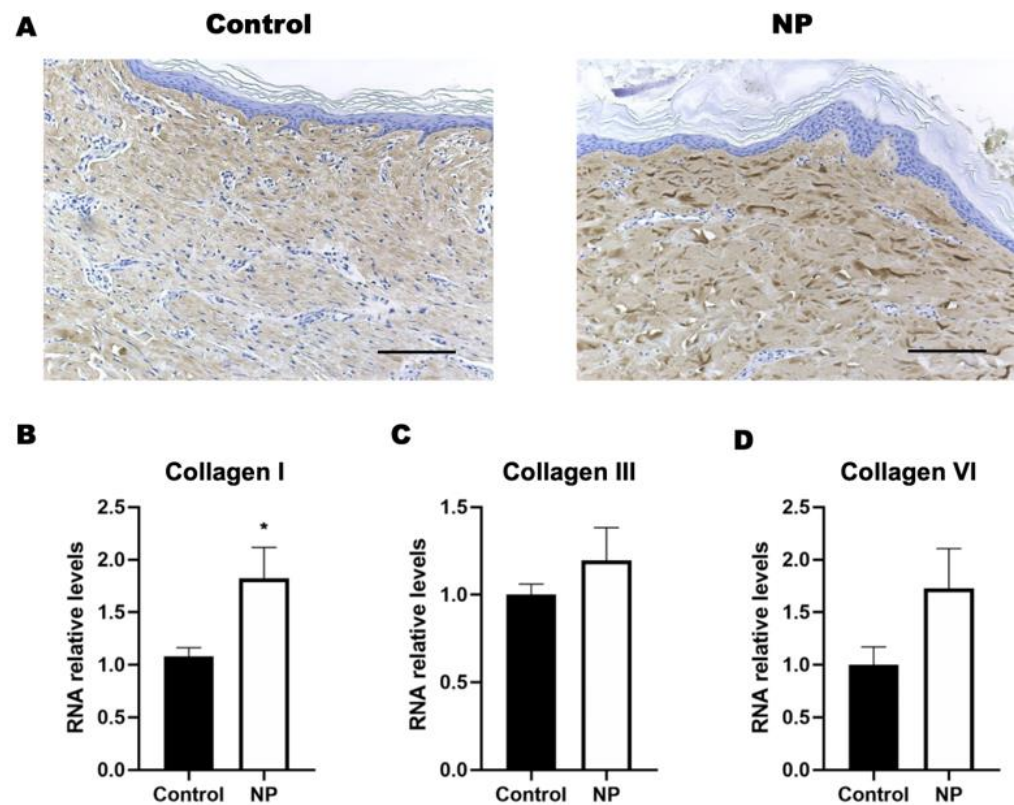 A
Control
NP
B
Collagen I
RNA relative levels
2.5
2.0
1.5
1.0
0.5
0.0
*
Control NP
C
Collagen III
RNA relative levels
1.5
1.0
0.5
0.0
Control NP
D
Collagen VI
RNA relative levels
2.5
2.0
1.5
1.0
0.5
0.0
Control NP